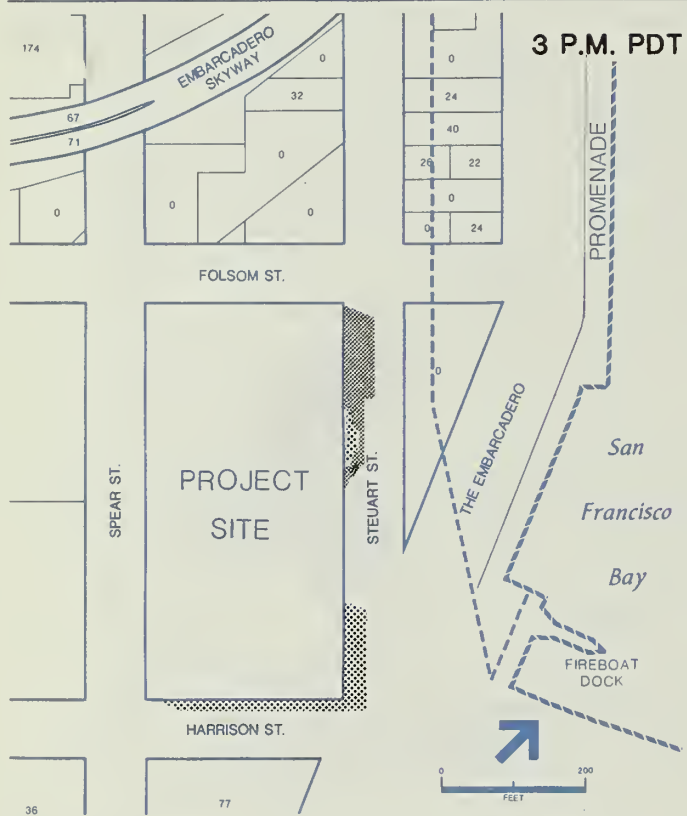 3 P.M. PDT
174
EMBARCADERO
SKYWAY
0
0
32
24
67
40
71
0
26
22
0
0
0
0
0
24
PROMENADE
FOLSOM ST.
0
SPEAR ST.
PROJECT
SITE
STEUART ST.
THE EMBARCADERO
San
Francisco
Bay
FIREBOAT
DOCK
HARRISON ST.
0
200
FEET
36
77